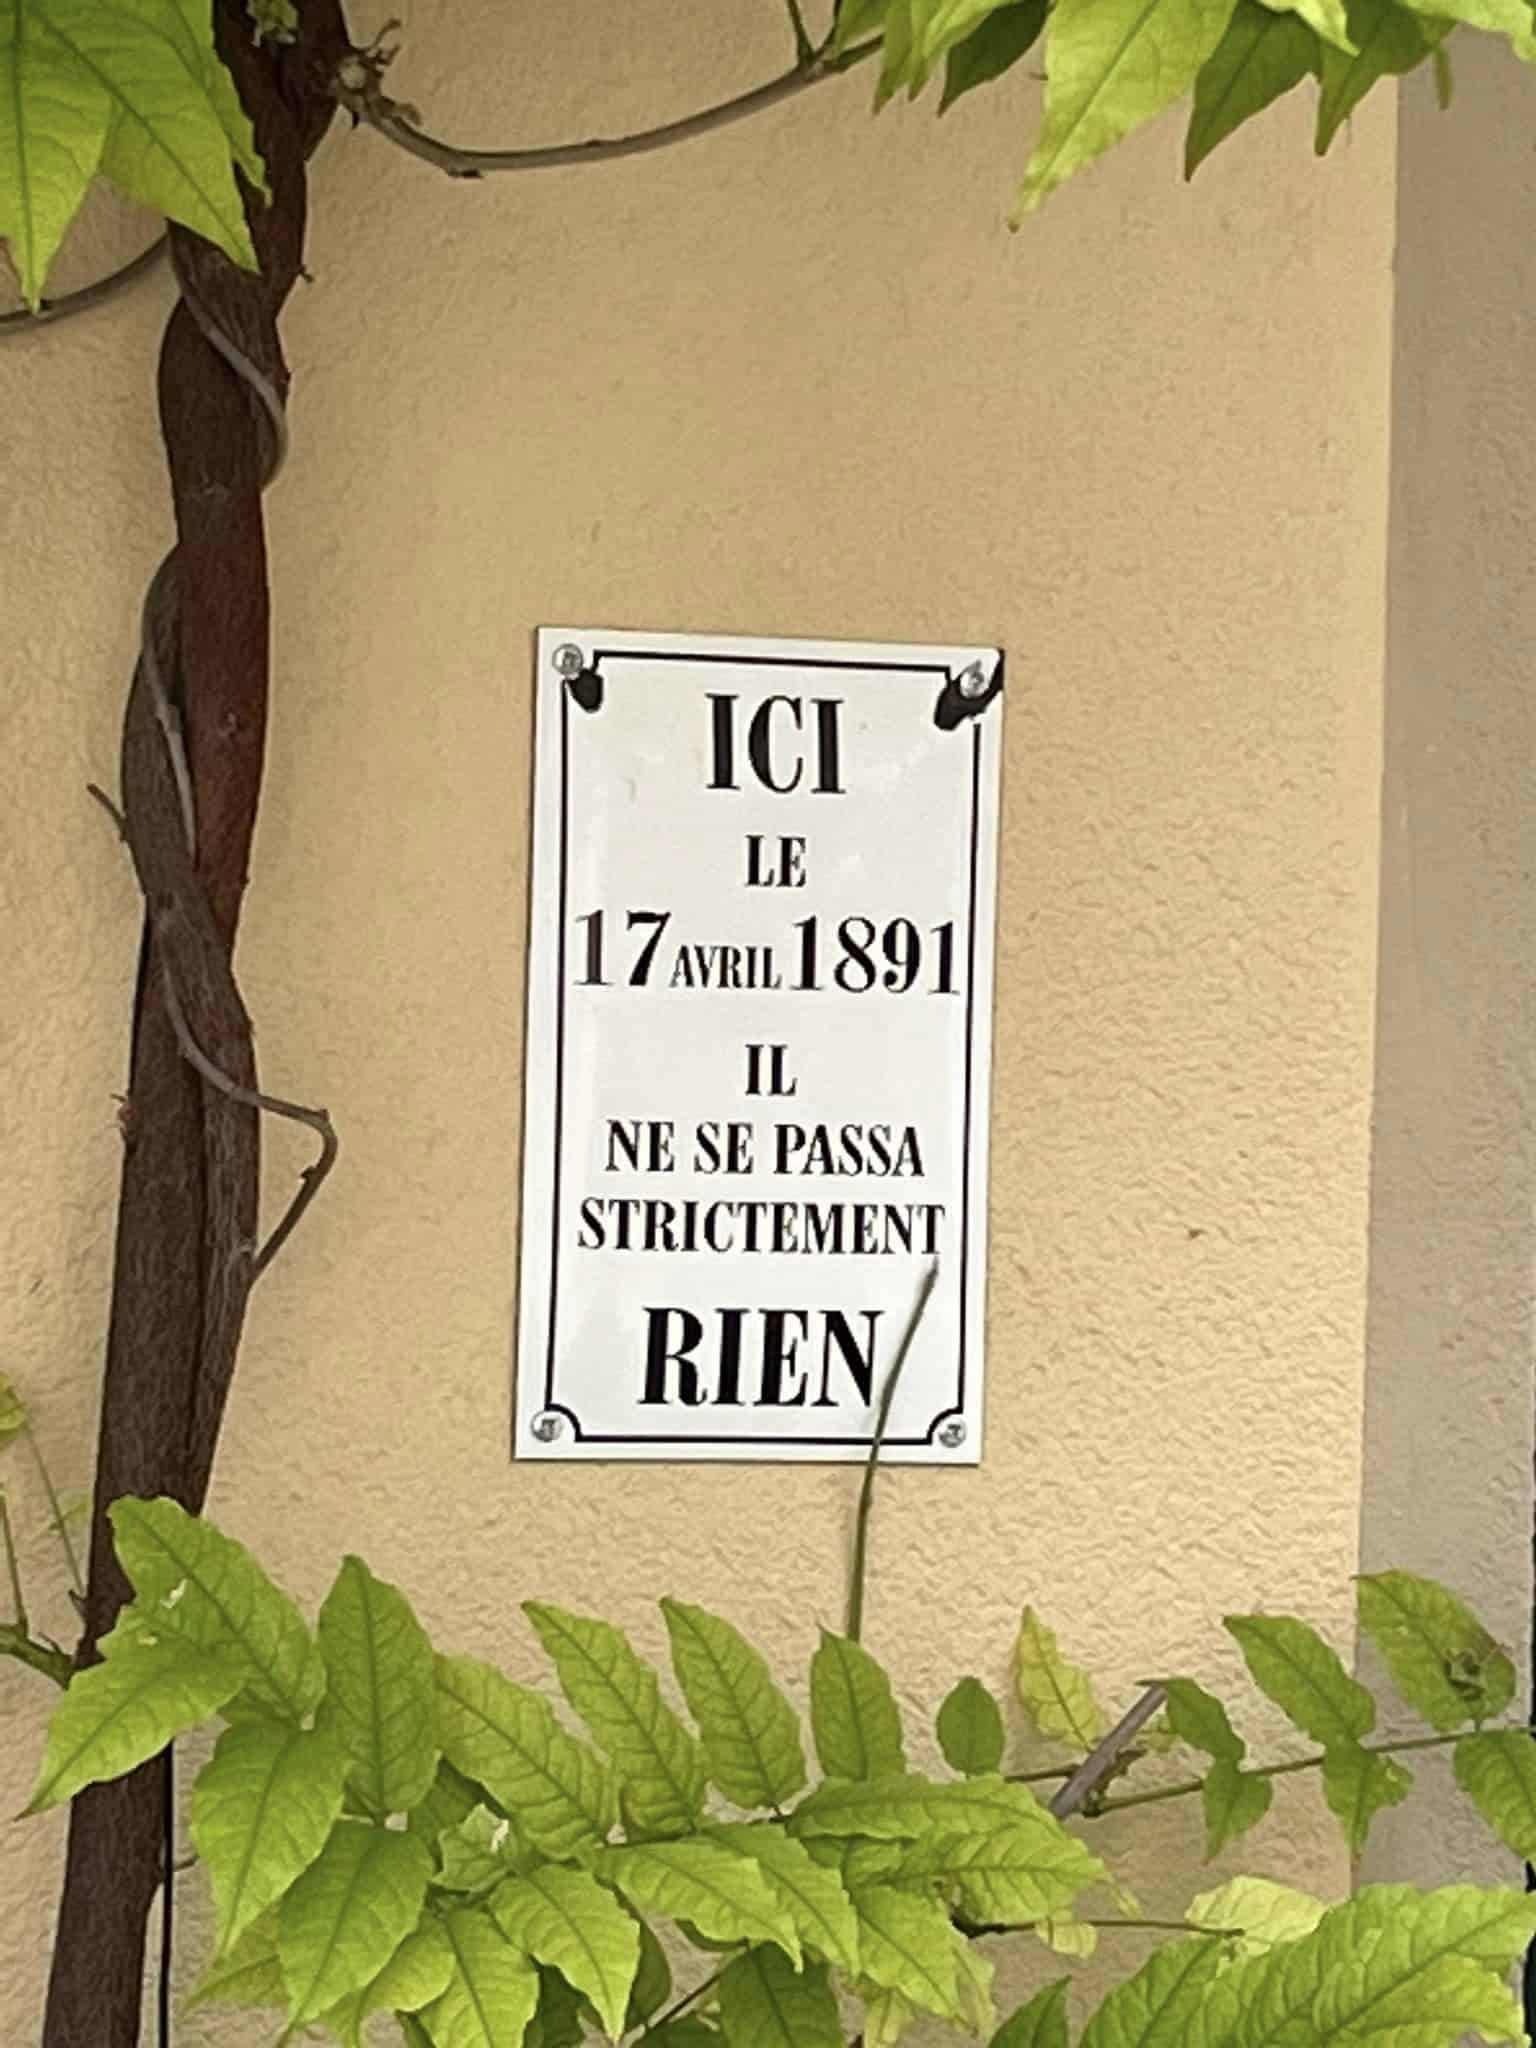 ICI
LE
17 AVRIL 1891
IL
NE SE PASSA
STRICTEMENT
RIEN